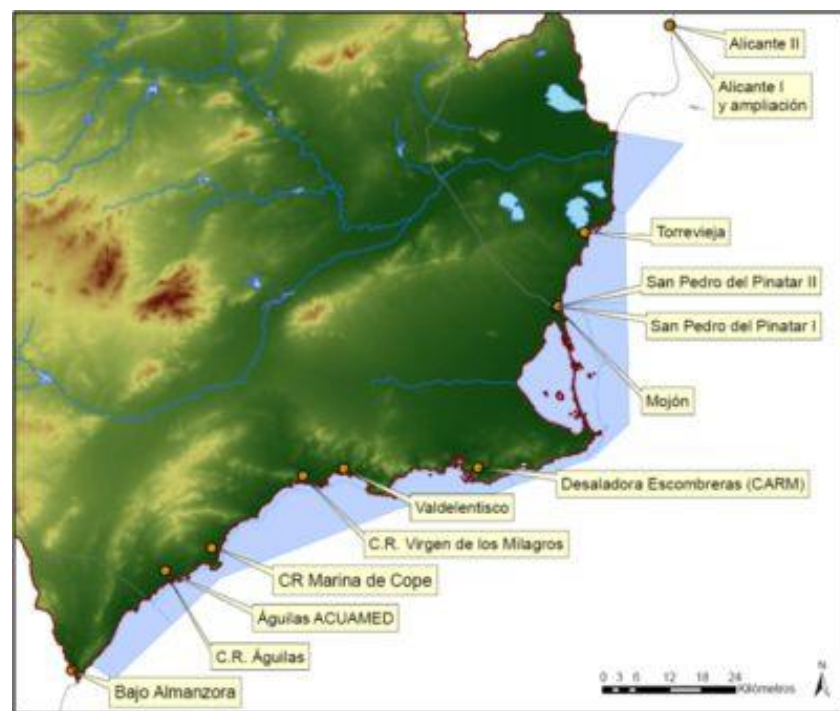 Alicante II
Alicante I
y ampliación
Torrevieja
San Pedro del Pinatar II
San Pedro del Pinatar I
Mojón
Desaladora Escombreras (CARM)
Valdelentisco
C.R. Virgen de los Milagros
CR Marina de Cope
Águilas ACUAMED
C.R. Águilas
Bajo Almanzora
0 3 6 12 18 24
Kilómetros
N